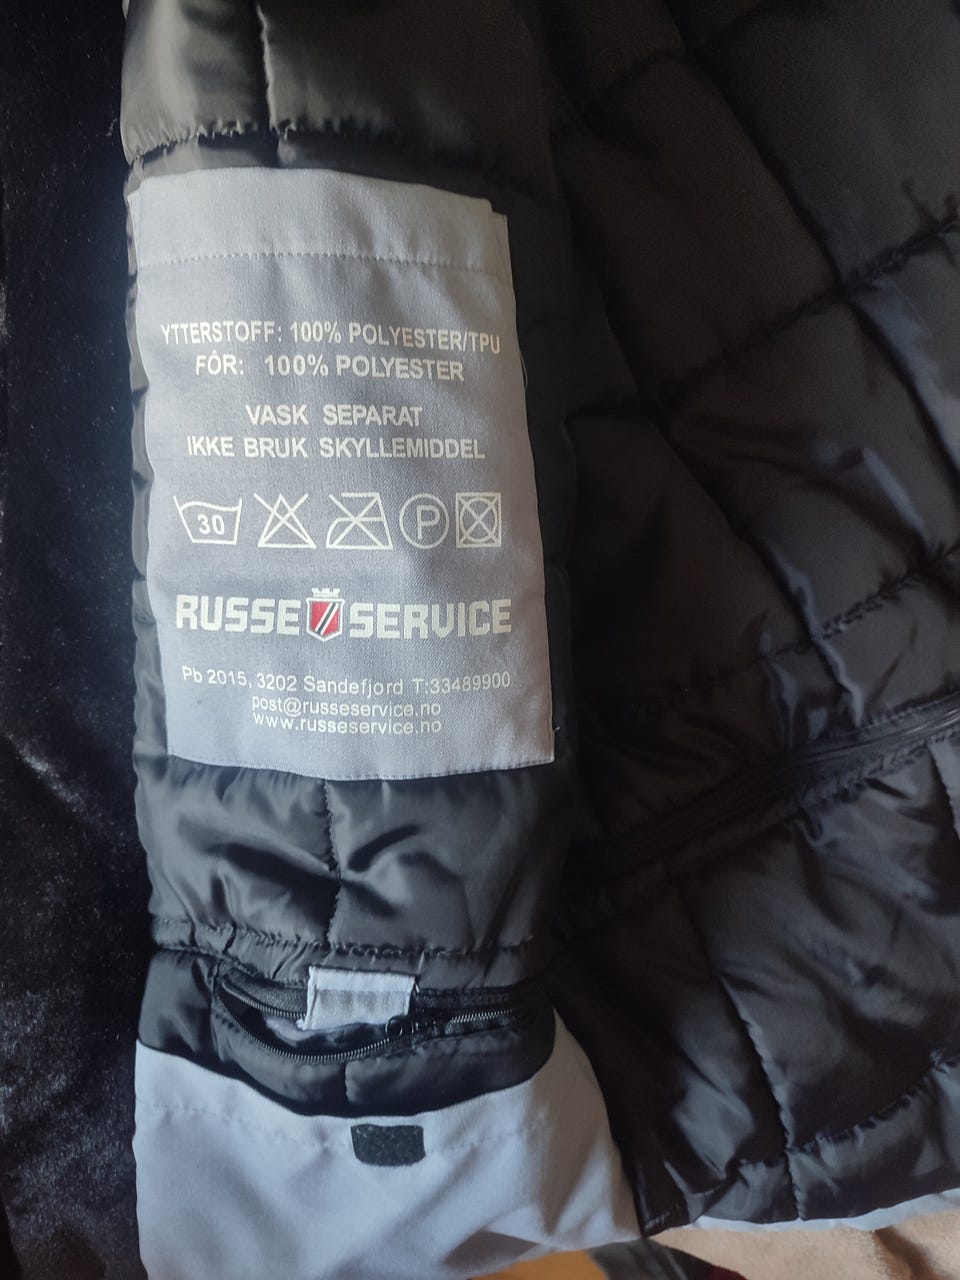 YTTERSTOFF: 100% POLYESTER/TPU
FÔR: 100% POLYESTER
VASK SEPARAT
IKKE BRUK SKYLLEMIDDEL
30 P
RUSSE SERVICE
Pb 2015, 3202 Sandefjord T:33489900
post@russeservice.no
www.russeservice.no